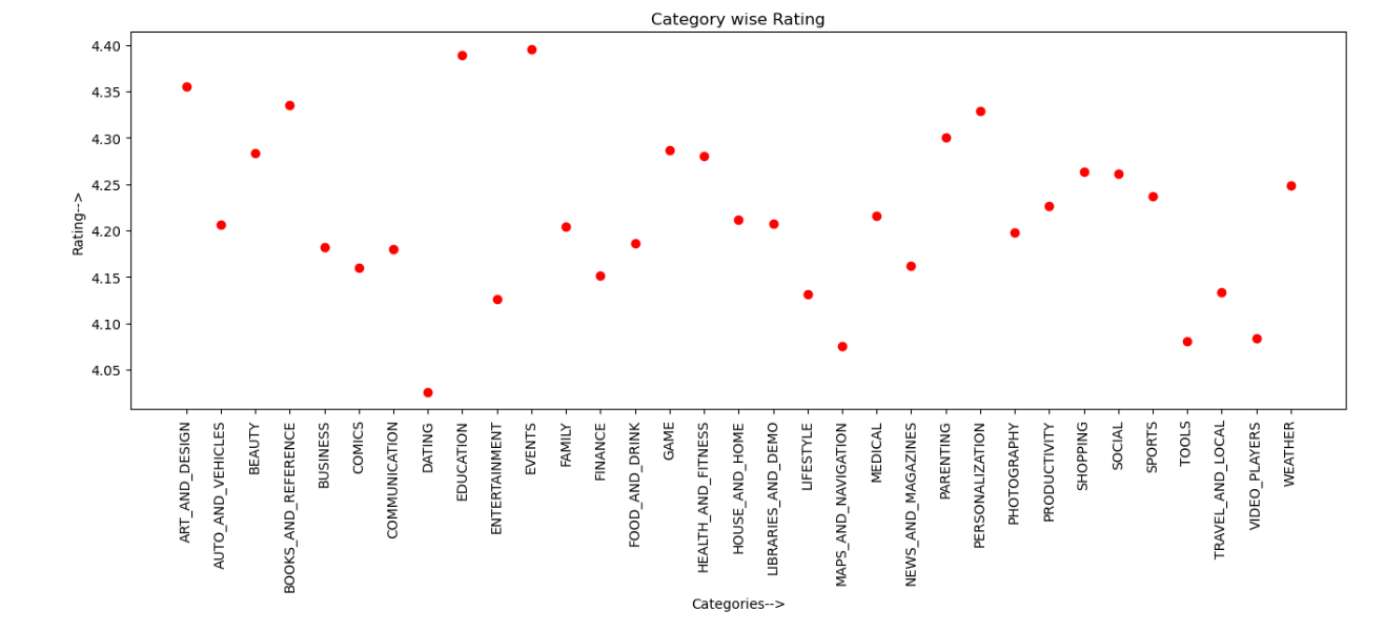 Category wise Rating
4.40
4.35
4.30
4.25
4.20
4.15
4.10
4.05
Rating-->
ART_AND_DESIGN
AUTO_AND_VEHICLES
BEAUTY
BOOKS_AND_REFERENCE
BUSINESS
COMICS
COMMUNICATION
DATING
EDUCATION
ENTERTAINMENT
EVENTS
FAMILY
FINANCE
FOOD_AND_DRINK
GAME
HEALTH_AND_FITNESS
HOUSE_AND_HOME
LIBRARIES_AND_DEMO
LIFESTYLE
MAPS_AND_NAVIGATION
MEDICAL
NEWS_AND_MAGAZINES
PARENTING
PERSONALIZATION
PHOTOGRAPHY
PRODUCTIVITY
SHOPPING
SOCIAL
SPORTS
TOOLS
TRAVEL_AND_LOCAL
VIDEO_PLAYERS
WEATHER
Categories-->